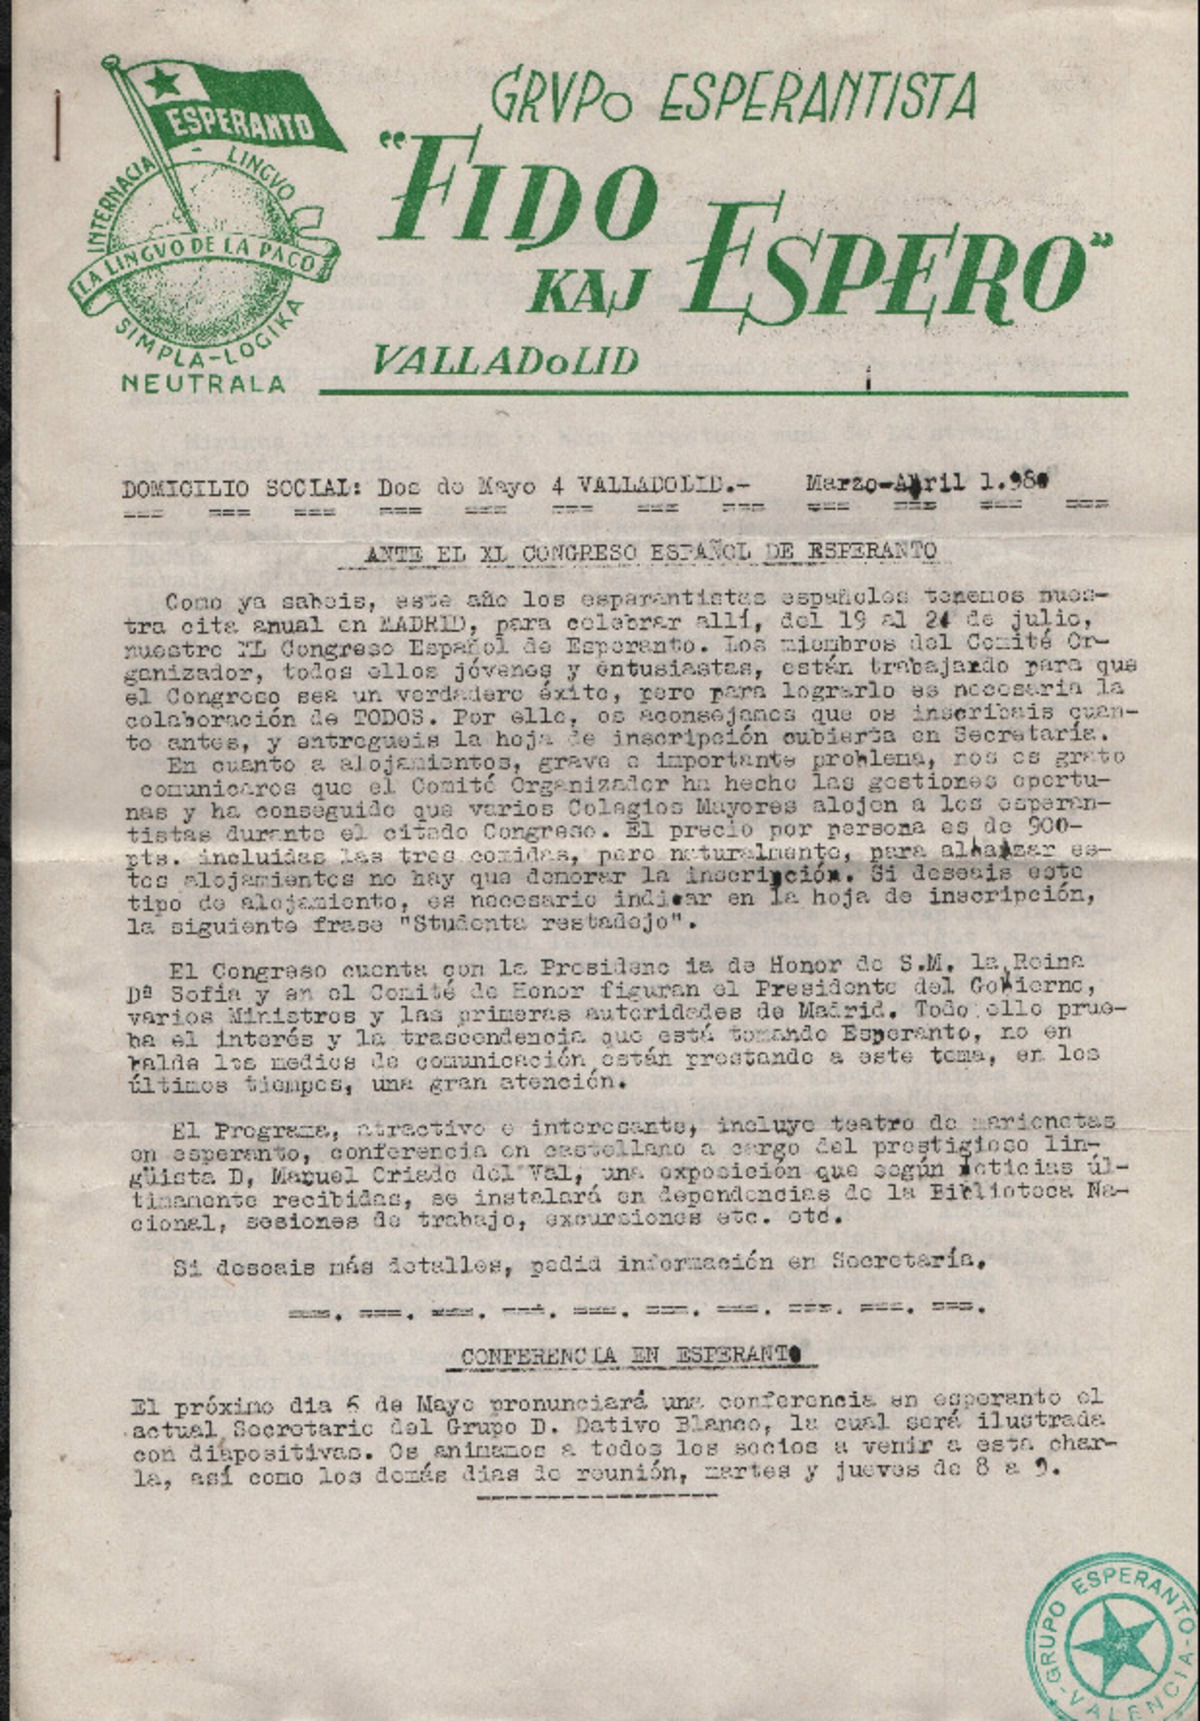 GRUPO ESPERANTISTA
"FIDO
KAJ ESPERO"
VALLADOLID
ESPERANTO
INTERNACIA LINGVO
LA LINGVO DE LA PACO
SIMPLA-LOGIKA
NEUTRALA
DOMICILIO SOCIAL: Dos de Mayo 4 VALLADOLID.- Marzo-Abril 1.980
=== === === === === === === === === === === ===
ANTE EL XL CONGRESO ESPAÑOL DE ESPERANTO
Como ya sabeis, este año los esperantistas españoles tenemos nues-
tra cita anual en MADRID, para celebrar allí, del 19 al 24 de julio,
nuestro XL Congreso Español de Esperanto. Los miembros del Comité Or-
ganizador, todos ellos jóvenes y entusiastas, están trabajando para que
el Congreso sea un verdadero éxito, pero para lograrlo es necesaria la
colaboración de TODOS. Por ello, os aconsejamos que os inscribais cuan-
to antes, y entregueis la hoja de inscripción cubierta en Secretaría.
En cuanto a alojamientos, grave e importante problema, nos es grato
comunicaros que el Comité Organizador ha hecho las gestiones oportu-
nas y ha conseguido que varios Colegios Mayores alojen a los esperan-
tistas durante el citado Congreso. El precio por persona es de 900-
pts. incluidas las tres comidas, pero naturalmente, para alcanzar es-
tos alojamientos no hay que demorar la inscripción. Si deseais este
tipo de alojamiento, es necesario indicar en la hoja de inscripción,
la siguiente frase "Studenta restadejo".
El Congreso cuenta con la Presidenc ia de Honor de S.M. la Reina
Dª Sofia y en el Comité de Honor figuran el Presidente del Gobierno,
varios Ministros y las primeras autoridades de Madrid. Todo ello prue-
ba el interés y la trascendencia que está tomando Esperanto, no en
balde los medios de comunicación están prestando a este tema, en los
últimos tiempos, una gran atención.
El Programa, atractivo e interesante, incluye teatro de marionetas
en esperanto, conferencia en castellano a cargo del prestigioso lin-
güista D, Manuel Criado del Val, una exposición que según noticias úl-
timamente recibidas, se instalará en dependencias de la Biblioteca Na-
cional, sesiones de trabajo, excursiones etc. etc.
Si deseais más detalles, pedid información en Secretaría.
===. ===. ===. ===. ===. ===. ===. ===. ===. ===.
CONFERENCIA EN ESPERANTO
El próximo dia 6 de Mayo pronunciará una conferencia en esperanto el
actual Secretario del Grupo D. Dativo Blanco, la cual será ilustrada
con diapositivas. Os animamos a todos los socios a venir a esta char-
la, así como los demás dias de reunión, martes y jueves de 8 a 9.
GRUPO ESPERANTO
-VALENCIA-